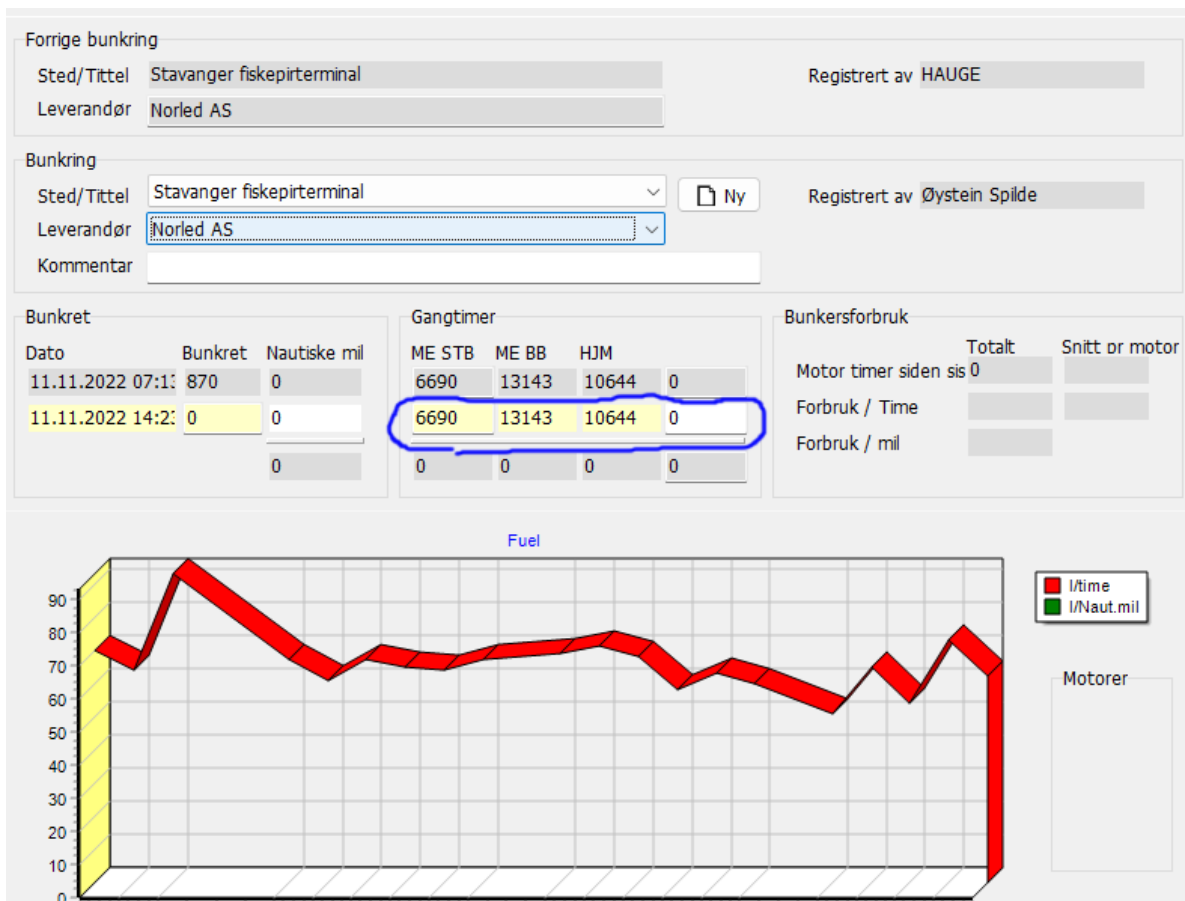 Forrige bunkring
Sted/Tittel Stavanger fiskepirterminal Registrert av HAUGE
Leverandør Norled AS
Bunkring
Sted/Tittel Stavanger fiskepirterminal Ny Registrert av Øystein Spilde
Leverandør Norled AS
Kommentar
Bunkret Gangtimer Bunkersforbruk
Dato Bunkret Nautiske mil ME STB ME BB HJM Totalt Snitt pr motor
11.11.2022 07:13 870 0 6690 13143 10644 0 Motor timer siden sis 0
11.11.2022 14:23 0 0 6690 13143 10644 0 Forbruk / Time
Forbruk / mil
0 0 0 0 0
Fuel
l/time
l/Naut.mil
Motorer
90
80
70
60
50
40
30
20
10
0